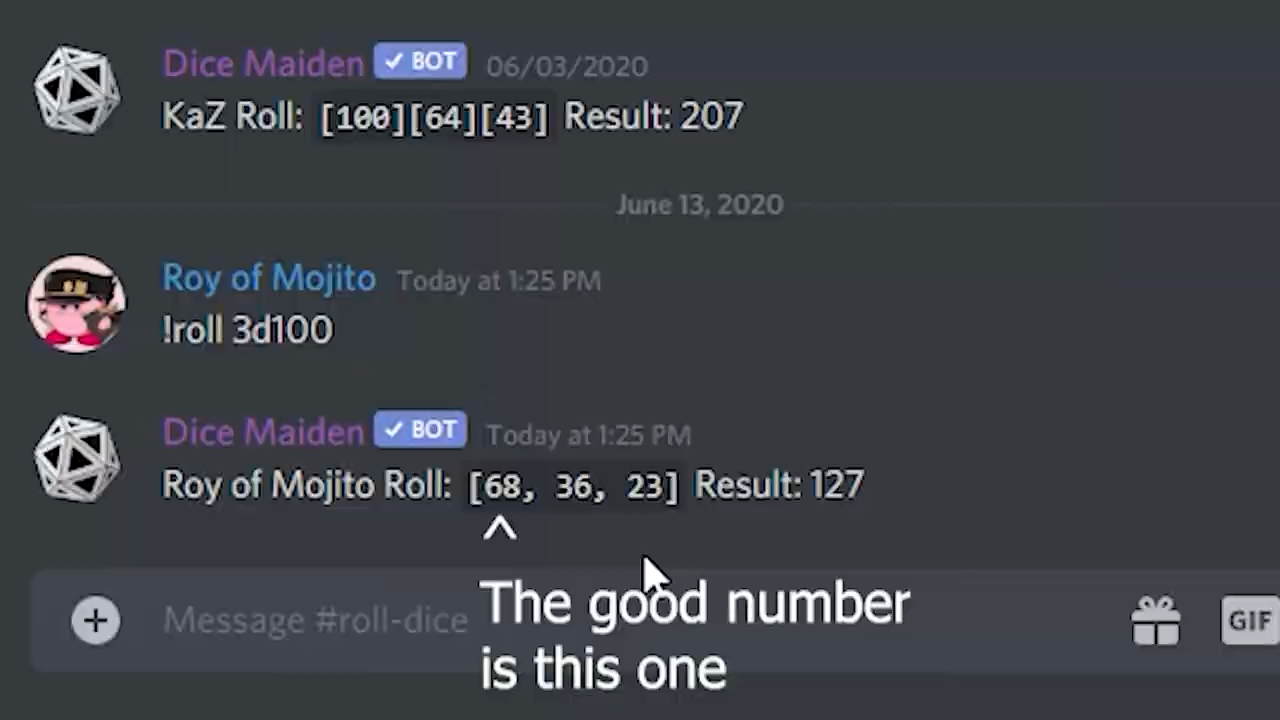 Dice Maiden ✓ BOT 06/03/2020
KaZ Roll: [100][64][43] Result: 207
June 13, 2020
Roy of Mojito Today at 1:25 PM
!roll 3d100
Dice Maiden ✓ BOT Today at 1:25 PM
Roy of Mojito Roll: [68, 36, 23] Result: 127
^
Message #roll-dice
The good number
is this one
GIF